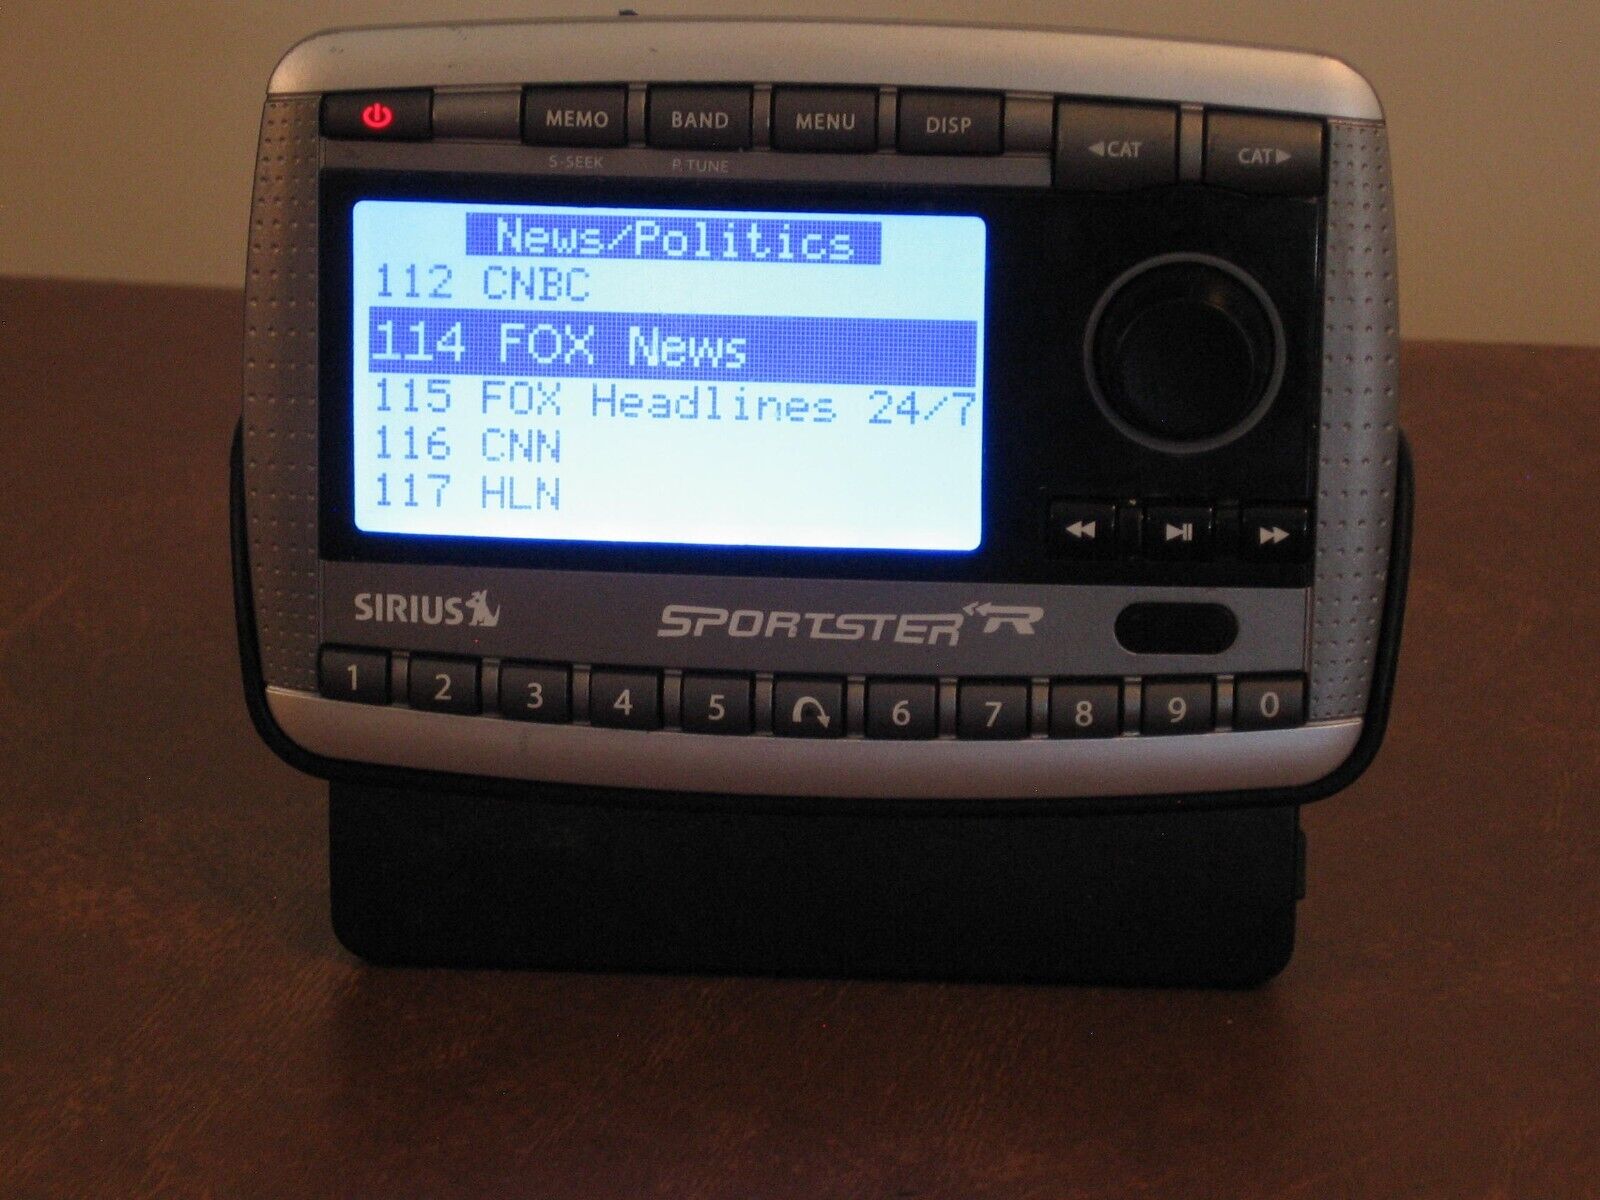 MEMO BAND MENU DISP ◀CAT CAT▶
S-SEEK P. TUNE
News/Politics
112 CNBC
114 FOX News
115 FOX Headlines 24/7
116 CNN
117 HLN
SIRIUS SPORTSTER R
1 2 3 4 5 6 7 8 9 0